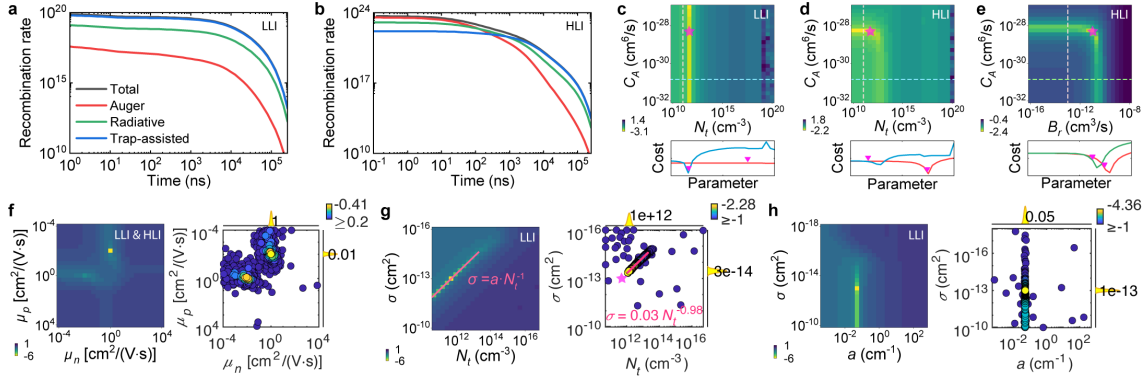 a
Recombination rate
10^20
10^15
10^10
LLI
Total
Auger
Radiative
Trap-assisted
10^0 10^1 10^2 10^3 10^4 10^5
Time (ns)
b
Recombination rate
10^24
10^17
10^10
HLI
10^-1 10^0 10^1 10^2 10^3 10^4 10^5
Time (ns)
c
LLI
C_A (cm^6/s)
10^-28
10^-30
10^-32
10^10 10^15 10^20
N_t (cm^-3)
1.4
-3.1
Cost
Parameter
d
HLI
C_A (cm^6/s)
10^-28
10^-30
10^-32
10^10 10^15 10^20
N_t (cm^-3)
1.8
-2.2
Cost
Parameter
e
HLI
C_A (cm^6/s)
10^-28
10^-30
10^-32
10^-16 10^-12 10^-8
B_r (cm^3/s)
-0.4
-2.4
Cost
Parameter
f
μ_p [cm^2/(V·s)]
10^-4
10^0
10^4
LLI & HLI
10^-4 10^0 10^4
μ_n [cm^2/(V·s)]
1
-6
1
-0.41
≥0.2
0.01
μ_p [cm^2/(V·s)]
10^-4
10^0
10^4
10^-4 10^-2 10^0 10^2 10^4
μ_n [cm^2/(V·s)]
g
σ (cm^2)
10^-16
10^-13
10^-10
LLI
σ=a·N_t^-1
10^12 10^14 10^16
N_t (cm^-3)
1
-6
1e+12
-2.28
≥-1
3e-14
σ (cm^2)
10^-16
10^-13
10^-10
σ = 0.03 N_t^-0.98
10^12 10^14 10^16
N_t (cm^-3)
h
σ (cm^2)
10^-18
10^-14
10^-10
LLI
10^-2 10^0 10^2
a (cm^-1)
1
-6
0.05
-4.36
≥-1
1e-13
σ (cm^2)
10^-16
10^-13
10^-10
10^-2 10^0 10^2
a (cm^-1)